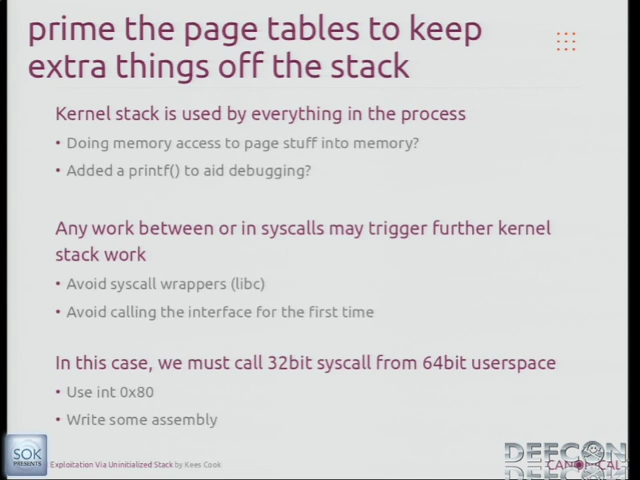 prime the page tables to keep
extra things off the stack
Kernel stack is used by everything in the process
• Doing memory access to page stuff into memory?
• Added a printf() to aid debugging?
Any work between or in syscalls may trigger further kernel
stack work
• Avoid syscall wrappers (libc)
• Avoid calling the interface for the first time
In this case, we must call 32bit syscall from 64bit userspace
• Use int 0x80
• Write some assembly
SOK
PRESENTS
Exploitation Via Uninitialized Stack by Kees Cook
DEFCON
CANONICAL